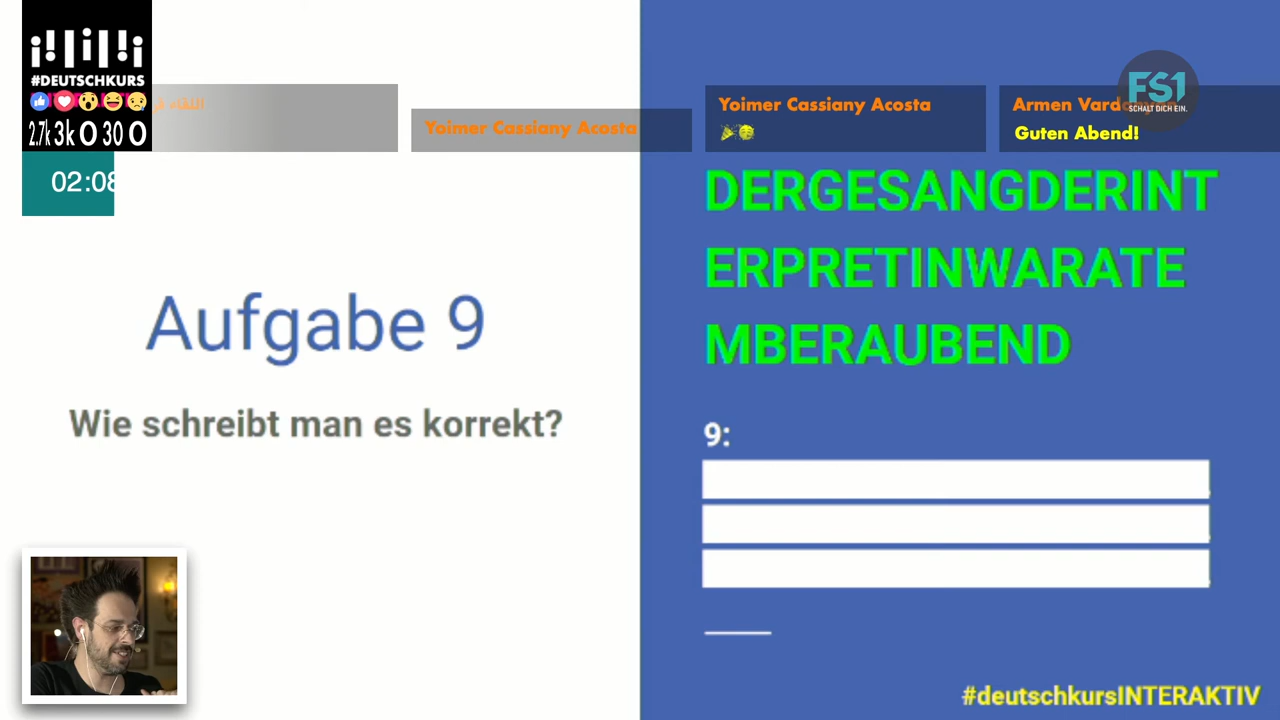 #DEUTSCHKURS
2.7k 3k 0 30 0
Yoimer Cassiany Acosta
Yoimer Cassiany Acosta
Armen
Guten Abend!
FS1
SCHALT DICH EIN.
02:08
DERGESANGDERINT
ERPRETINWARATE
MBERAUBEND
Aufgabe 9
Wie schreibt man es korrekt?
9:
#deutschkursINTERAKTIV